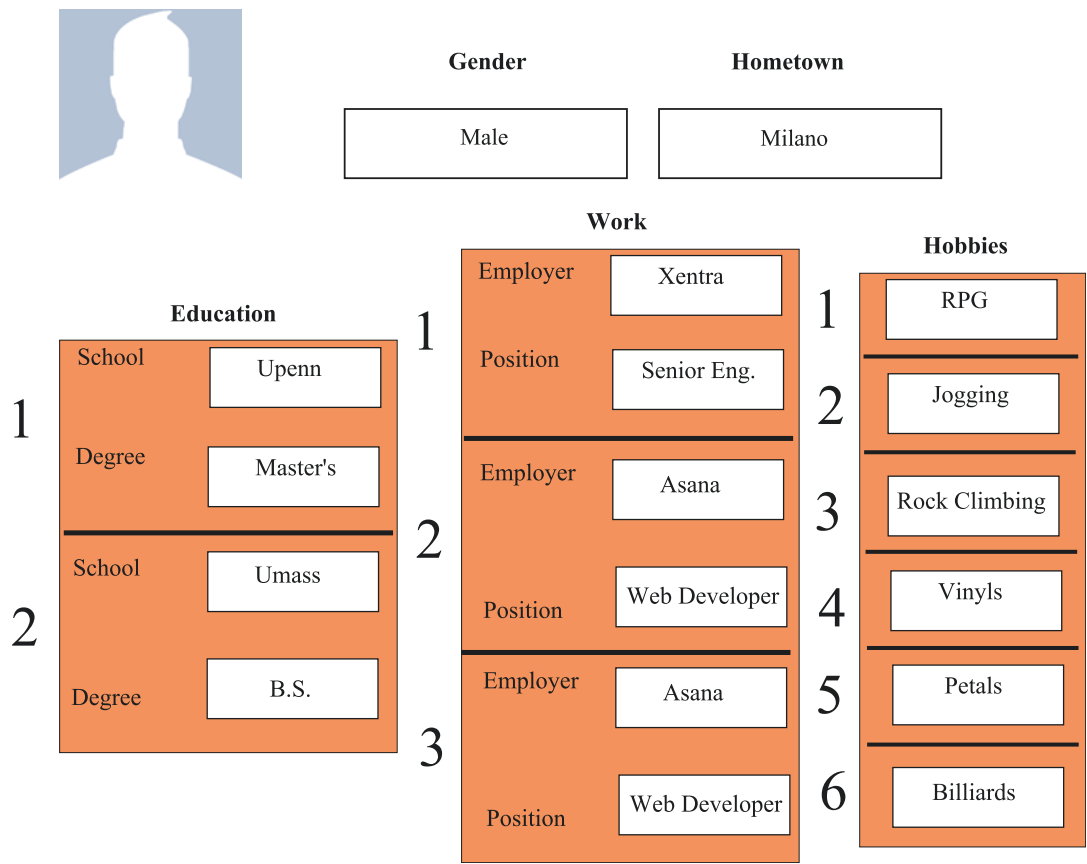 Gender
Hometown
Male
Milano
Education
1
School
Upenn
Degree
Master's
2
School
Umass
Degree
B.S.
Work
1
Employer
Xentra
Position
Senior Eng.
2
Employer
Asana
Position
Web Developer
3
Employer
Asana
Position
Web Developer
Hobbies
1
RPG
2
Jogging
3
Rock Climbing
4
Vinyls
5
Petals
6
Billiards